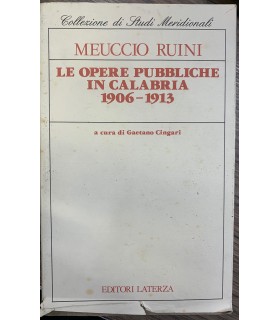 Collezione di Studi Meridionali
MEUCCIO RUINI
LE OPERE PUBBLICHE
IN CALABRIA
1906-1913
a cura di Gaetano Cingari
EDITORI LATERZA